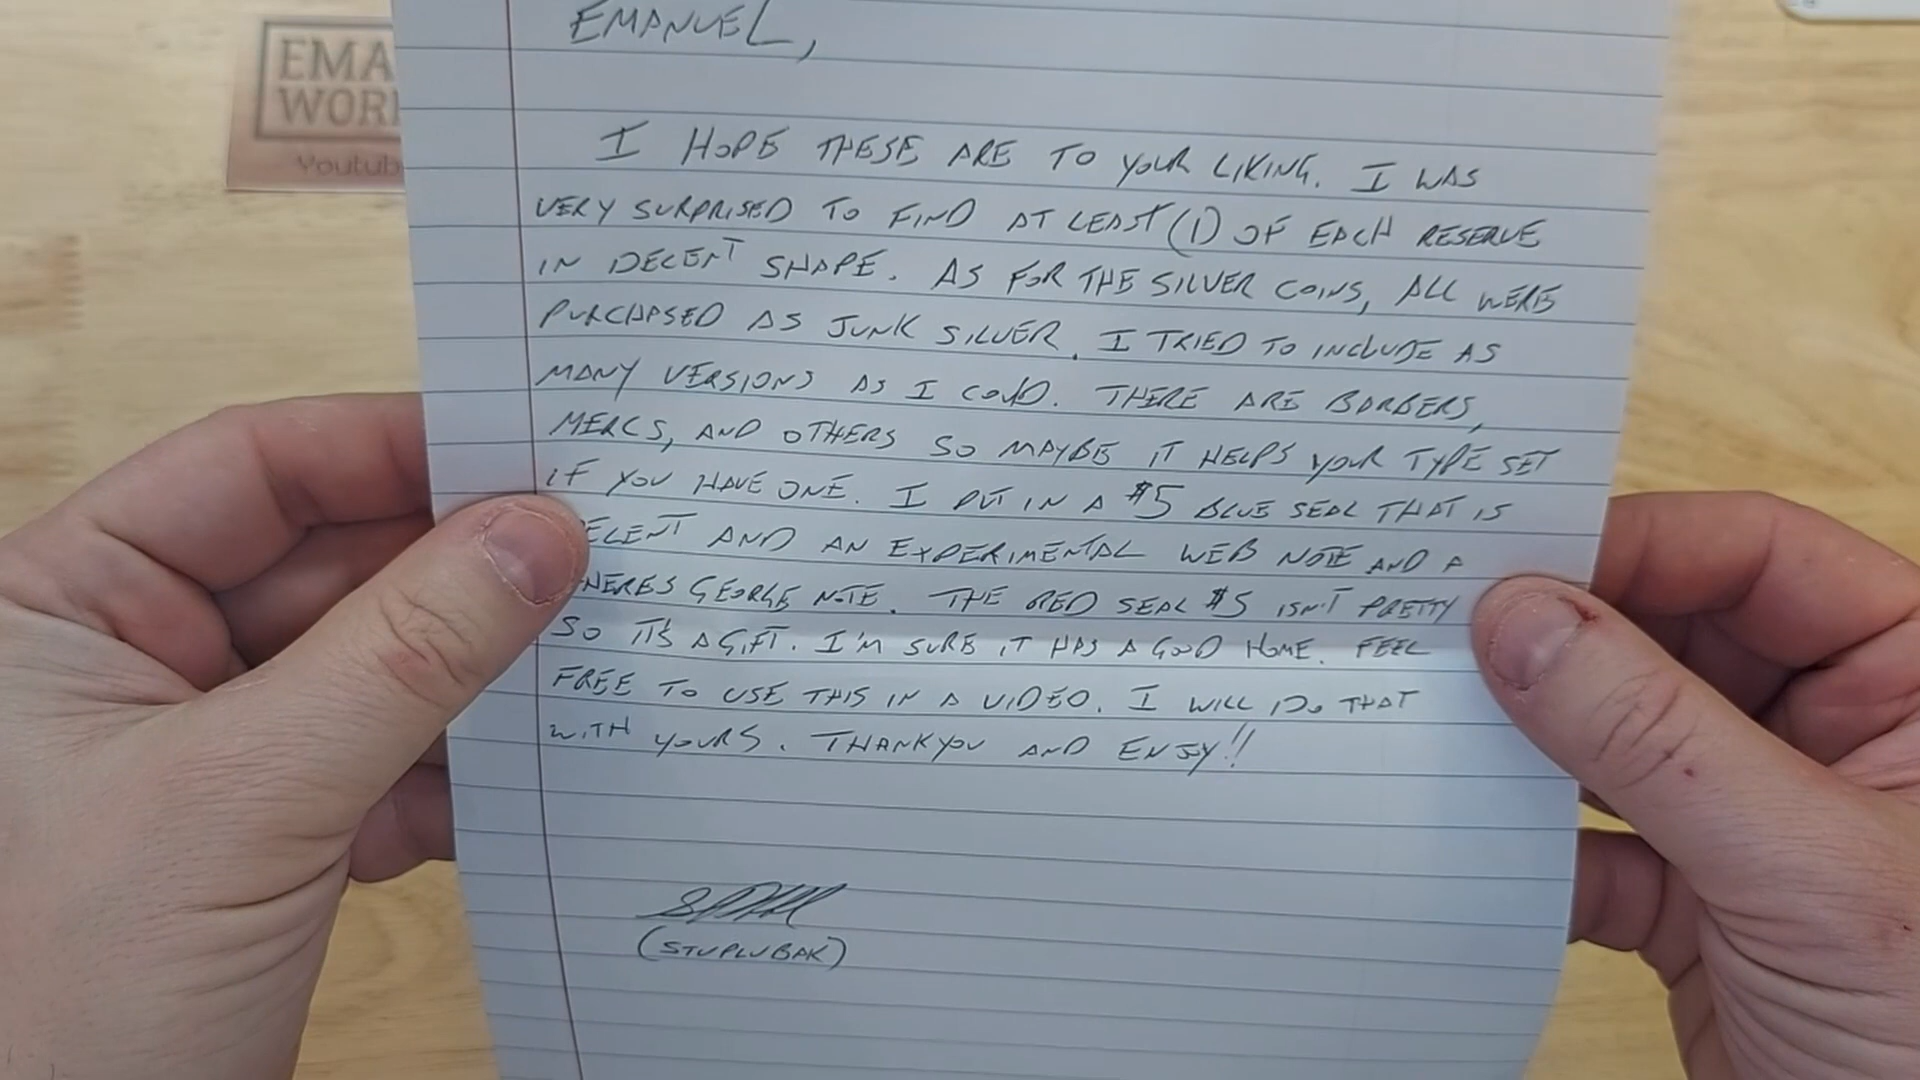 EMA
WOR
Youtub
EMANUEL,
I HOPE THESE ARE TO YOUR LIKING. I WAS
VERY SURPRISED TO FIND AT LEAST (1) OF EACH RESERVE
IN DECENT SHAPE. AS FOR THE SILVER COINS, ALL WERE
PURCHASED AS JUNK SILVER. I TRIED TO INCLUDE AS
MANY VERSIONS AS I COULD. THERE ARE BARBERS,
MERCS, AND OTHERS SO MAYBE IT HELPS YOUR TYPE SET
IF YOU HAVE ONE. I PUT IN A $5 BLUE SEAL THAT IS
ECENT AND AN EXPERIMENTAL WEB NOTE AND A
HERES GEORGE NOTE. THE RED SEAL $5 ISN'T PRETTY
SO IT'S A GIFT. I'M SURE IT HAS A GOOD HOME. FEEL
FREE TO USE THIS IN A VIDEO. I WILL DO THAT
WITH YOURS. THANKYOU AND ENJOY!!
(STUPLUBAK)